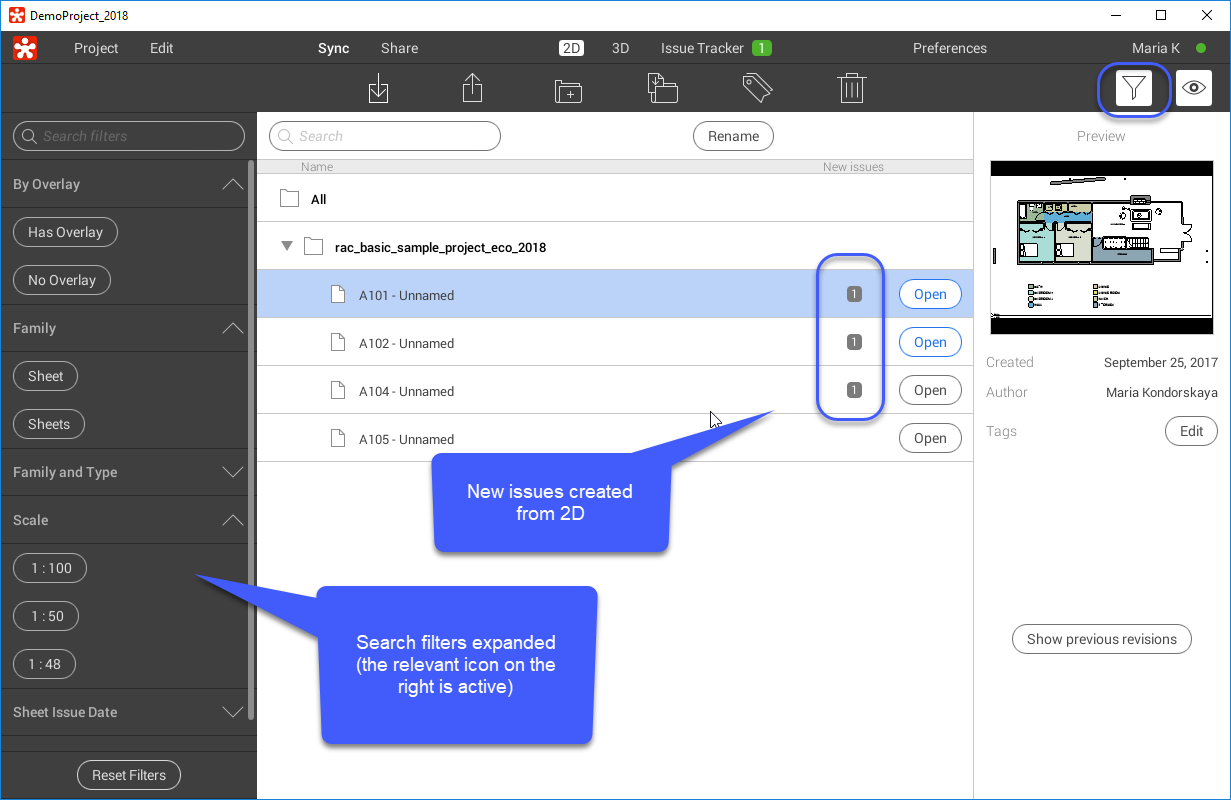 DemoProject_2018
Project Edit Sync Share 2D 3D Issue Tracker 1 Preferences Maria K
Search filters
By Overlay
Has Overlay
No Overlay
Family
Sheet
Sheets
Family and Type
Scale
1 : 100
1 : 50
1 : 48
Sheet Issue Date
Reset Filters
Search Rename
Name New issues
All
rac_basic_sample_project_eco_2018
A101 - Unnamed 1 Open
A102 - Unnamed 1 Open
A104 - Unnamed 1 Open
A105 - Unnamed Open
New issues created
from 2D
Search filters expanded
(the relevant icon on the
right is active)
Preview
Created September 25, 2017
Author Maria Kondorskaya
Tags Edit
Show previous revisions